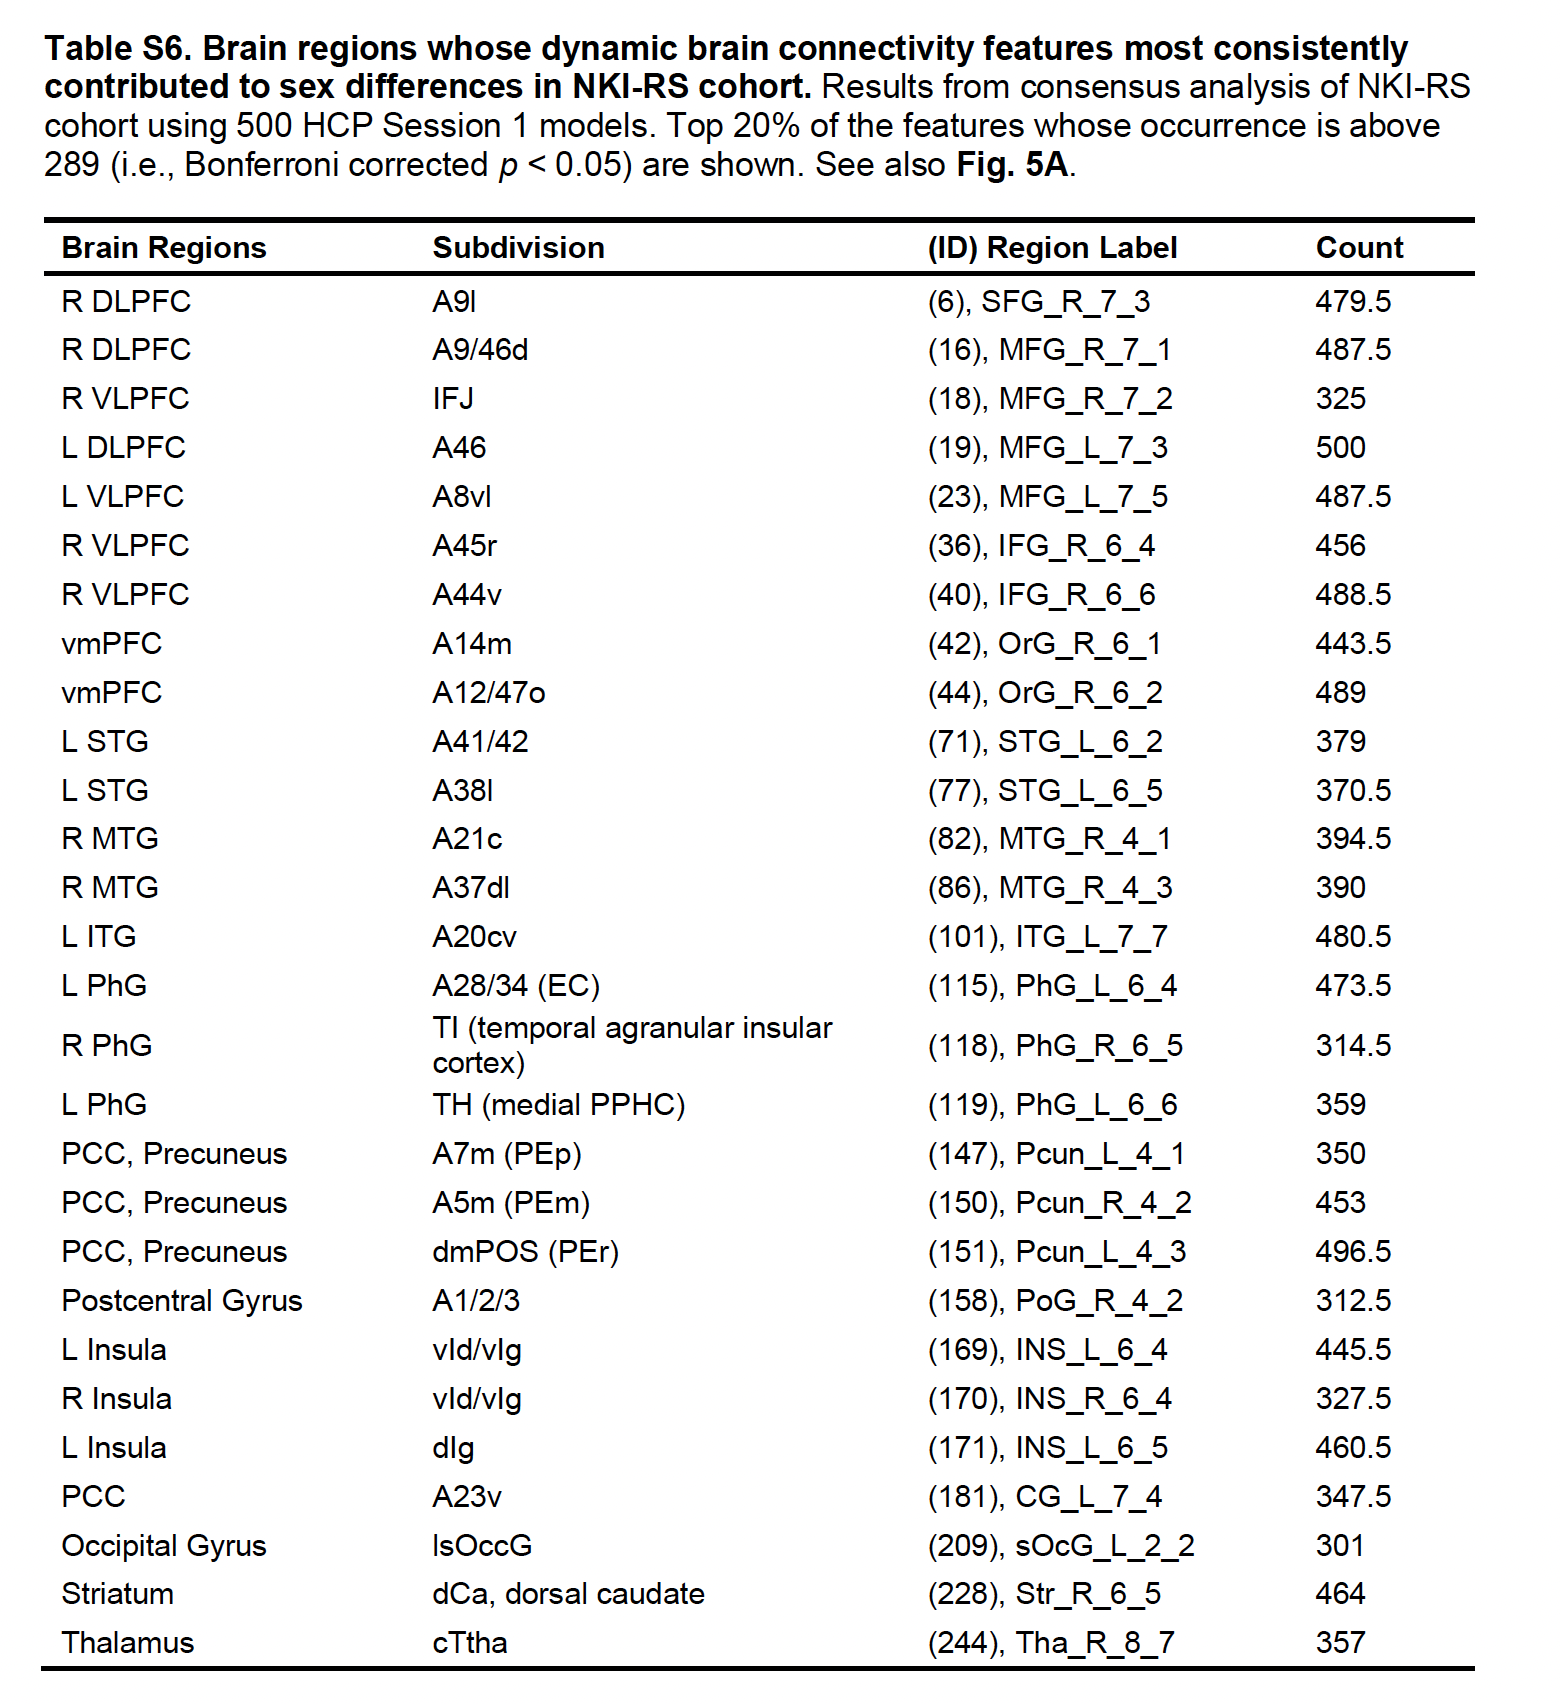 Table S6. Brain regions whose dynamic brain connectivity features most consistently
contributed to sex differences in NKI-RS cohort. Results from consensus analysis of NKI-RS
cohort using 500 HCP Session 1 models. Top 20% of the features whose occurrence is above
289 (i.e., Bonferroni corrected p < 0.05) are shown. See also Fig. 5A.
Brain Regions Subdivision (ID) Region Label Count
R DLPFC A9l (6), SFG_R_7_3 479.5
R DLPFC A9/46d (16), MFG_R_7_1 487.5
R VLPFC IFJ (18), MFG_R_7_2 325
L DLPFC A46 (19), MFG_L_7_3 500
L VLPFC A8vl (23), MFG_L_7_5 487.5
R VLPFC A45r (36), IFG_R_6_4 456
R VLPFC A44v (40), IFG_R_6_6 488.5
vmPFC A14m (42), OrG_R_6_1 443.5
vmPFC A12/47o (44), OrG_R_6_2 489
L STG A41/42 (71), STG_L_6_2 379
L STG A38l (77), STG_L_6_5 370.5
R MTG A21c (82), MTG_R_4_1 394.5
R MTG A37dl (86), MTG_R_4_3 390
L ITG A20cv (101), ITG_L_7_7 480.5
L PhG A28/34 (EC) (115), PhG_L_6_4 473.5
R PhG TI (temporal agranular insular
cortex) (118), PhG_R_6_5 314.5
L PhG TH (medial PPHC) (119), PhG_L_6_6 359
PCC, Precuneus A7m (PEp) (147), Pcun_L_4_1 350
PCC, Precuneus A5m (PEm) (150), Pcun_R_4_2 453
PCC, Precuneus dmPOS (PEr) (151), Pcun_L_4_3 496.5
Postcentral Gyrus A1/2/3 (158), PoG_R_4_2 312.5
L Insula vId/vIg (169), INS_L_6_4 445.5
R Insula vId/vIg (170), INS_R_6_4 327.5
L Insula dIg (171), INS_L_6_5 460.5
PCC A23v (181), CG_L_7_4 347.5
Occipital Gyrus lsOccG (209), sOcG_L_2_2 301
Striatum dCa, dorsal caudate (228), Str_R_6_5 464
Thalamus cTtha (244), Tha_R_8_7 357